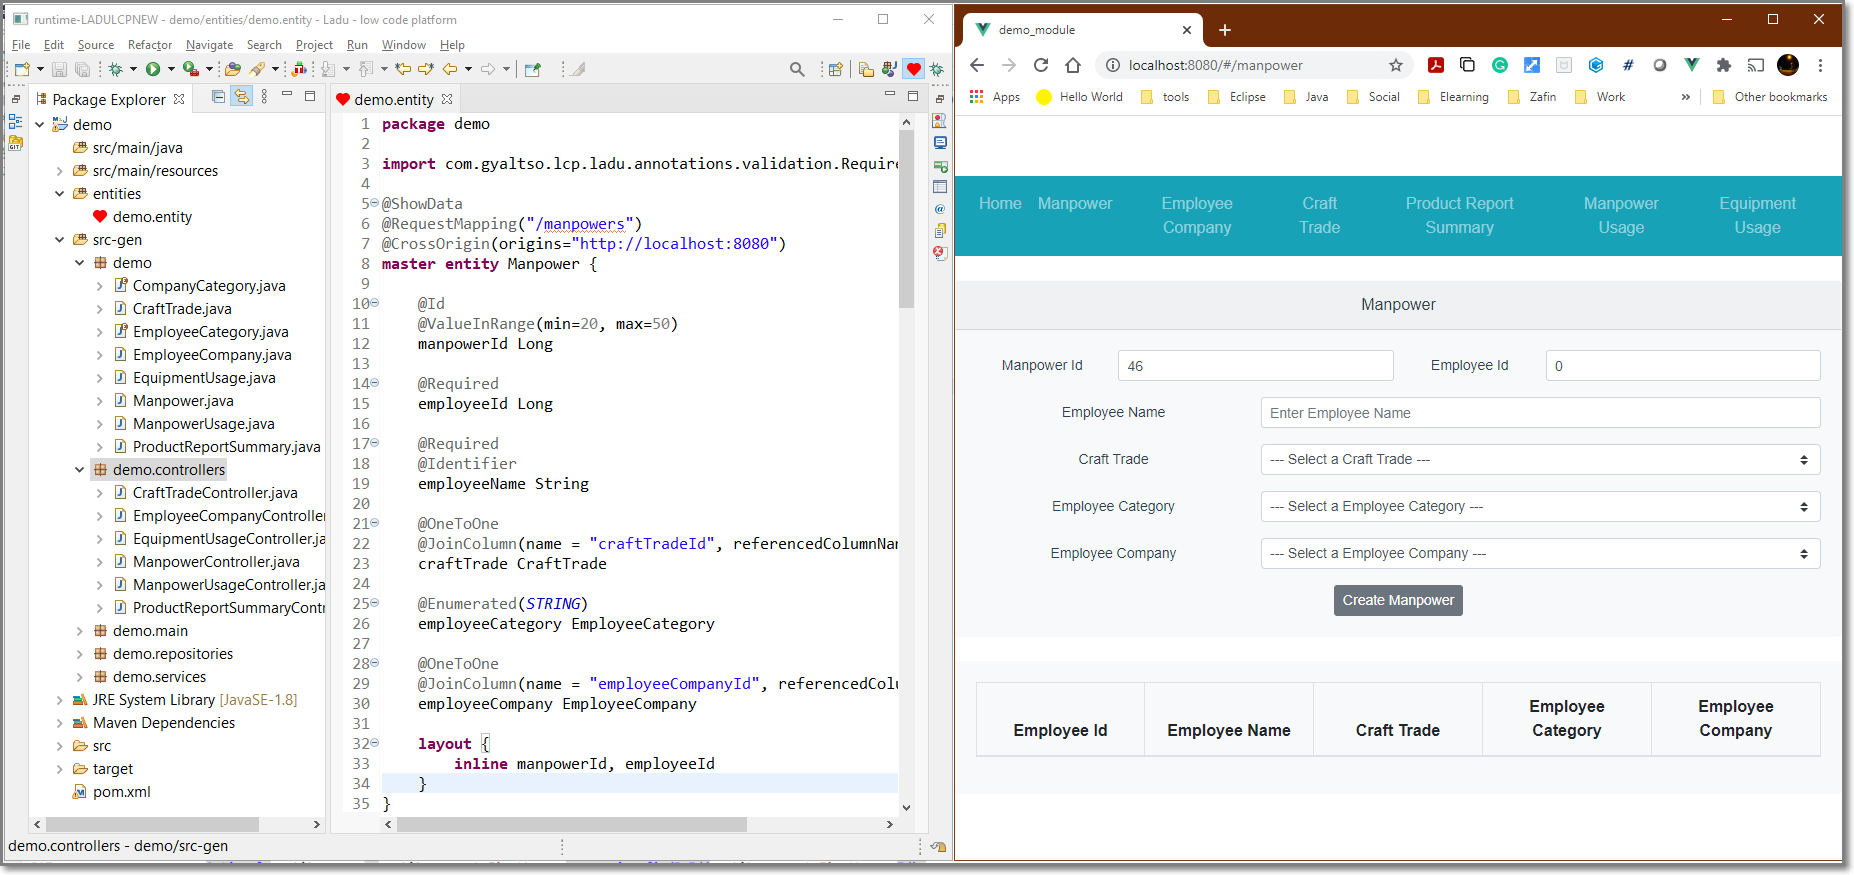 runtime-LADULCPNEW - demo/entities/demo.entity - Ladu - low code platform
File Edit Source Refactor Navigate Search Project Run Window Help
Package Explorer
demo
src/main/java
src/main/resources
entities
demo.entity
src-gen
demo
CompanyCategory.java
CraftTrade.java
EmployeeCategory.java
EmployeeCompany.java
EquipmentUsage.java
Manpower.java
ManpowerUsage.java
ProductReportSummary.java
demo.controllers
CraftTradeController.java
EmployeeCompanyController
EquipmentUsageController.ja
ManpowerController.java
ManpowerUsageController.ja
ProductReportSummaryContr
demo.main
demo.repositories
demo.services
JRE System Library [JavaSE-1.8]
Maven Dependencies
src
target
pom.xml
demo.controllers - demo/src-gen
demo.entity
1 package demo
2
3 import com.gyaltso.lcp.ladu.annotations.validation.Require
4
5 @ShowData
6 @RequestMapping("/manpowers")
7 @CrossOrigin(origins="http://localhost:8080")
8 master entity Manpower {
9
10 @Id
11 @ValueInRange(min=20, max=50)
12 manpowerId Long
13
14 @Required
15 employeeId Long
16
17 @Required
18 @Identifier
19 employeeName String
20
21 @OneToOne
22 @JoinColumn(name = "craftTradeId", referencedColumnNam
23 craftTrade CraftTrade
24
25 @Enumerated(STRING)
26 employeeCategory EmployeeCategory
27
28 @OneToOne
29 @JoinColumn(name = "employeeCompanyId", referencedColu
30 employeeCompany EmployeeCompany
31
32 layout {
33 inline manpowerId, employeeId
34 }
35 }
demo_module
localhost:8080/#/manpower
Apps Hello World tools Eclipse Java Social Elearning Zafin Work » Other bookmarks
Home Manpower Employee Company Craft Trade Product Report Summary Manpower Usage Equipment Usage
Manpower
Manpower Id 46 Employee Id 0
Employee Name Enter Employee Name
Craft Trade --- Select a Craft Trade ---
Employee Category --- Select a Employee Category ---
Employee Company --- Select a Employee Company ---
Create Manpower
Employee Id Employee Name Craft Trade Employee Category Employee Company